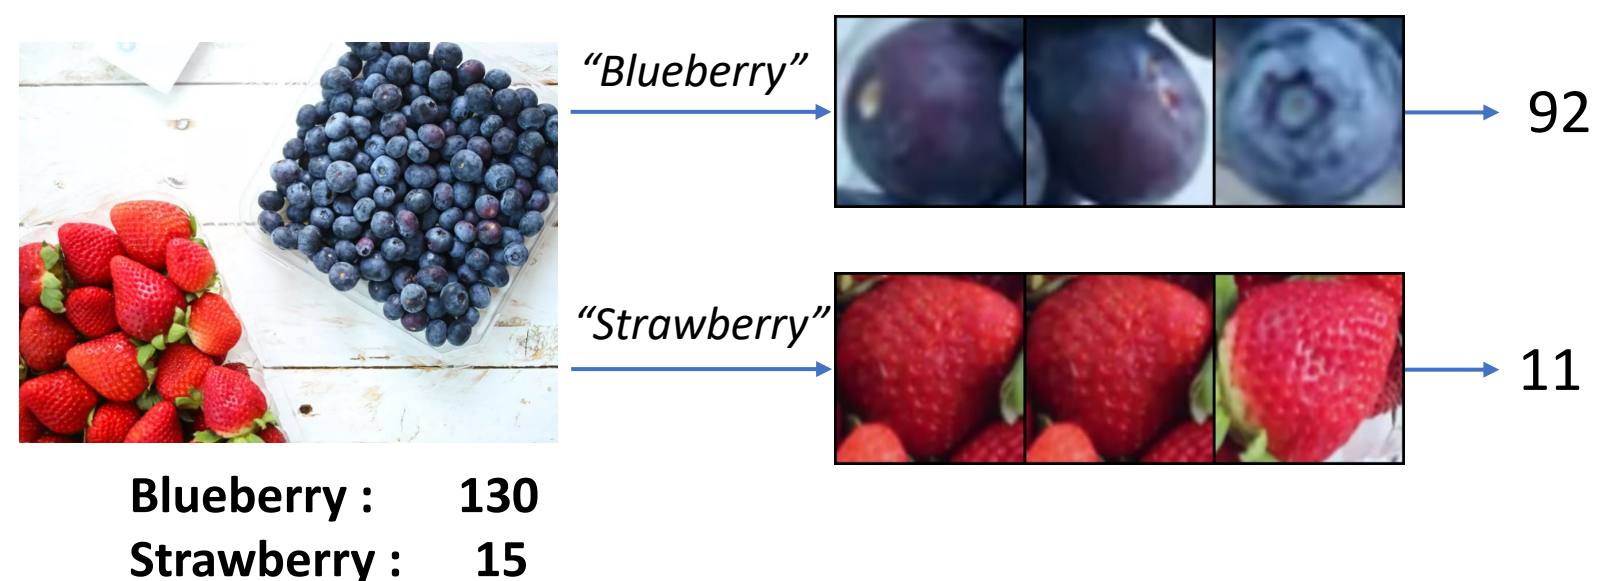 “Blueberry”
92
“Strawberry”
11
Blueberry : 130
Strawberry : 15